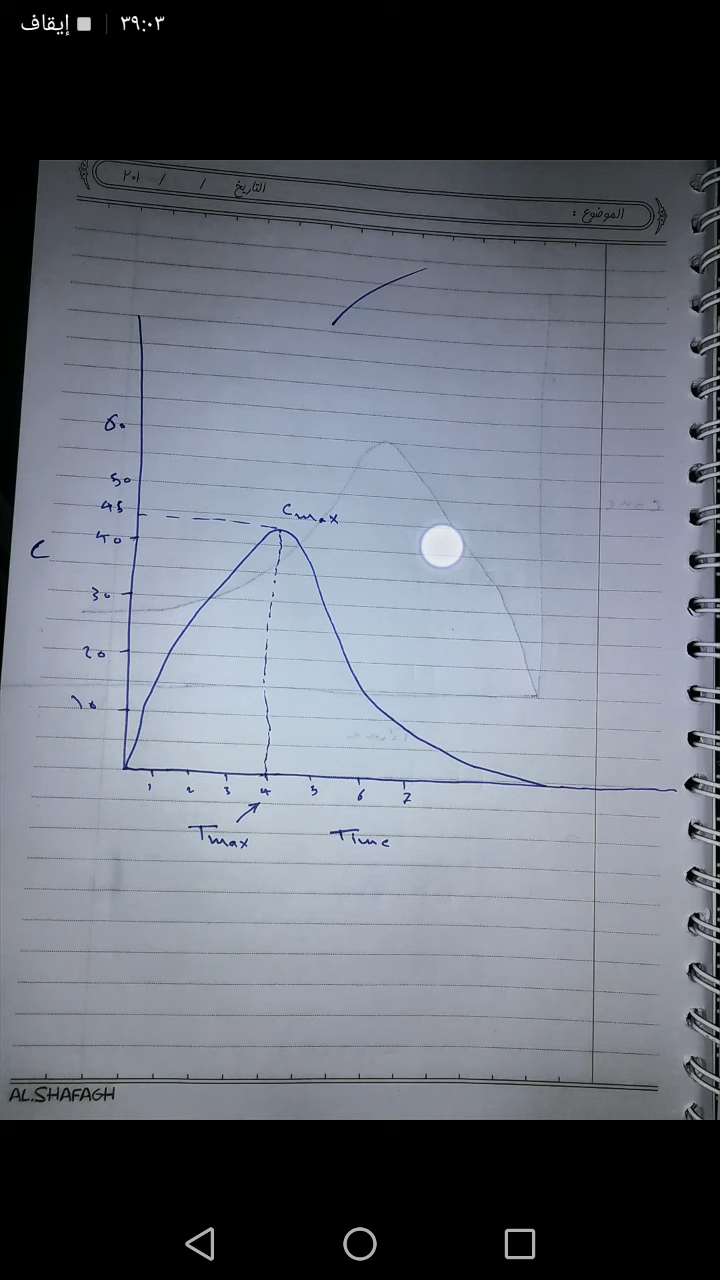 ٣٩:٠٣ إيقاف
التاريخ / / ٢٠١
الموضوع :
60
50
45
Cmax
40
C
30
20
10
1 2 3 4 5 6 7
Tmax Time
AL.SHAFAGH